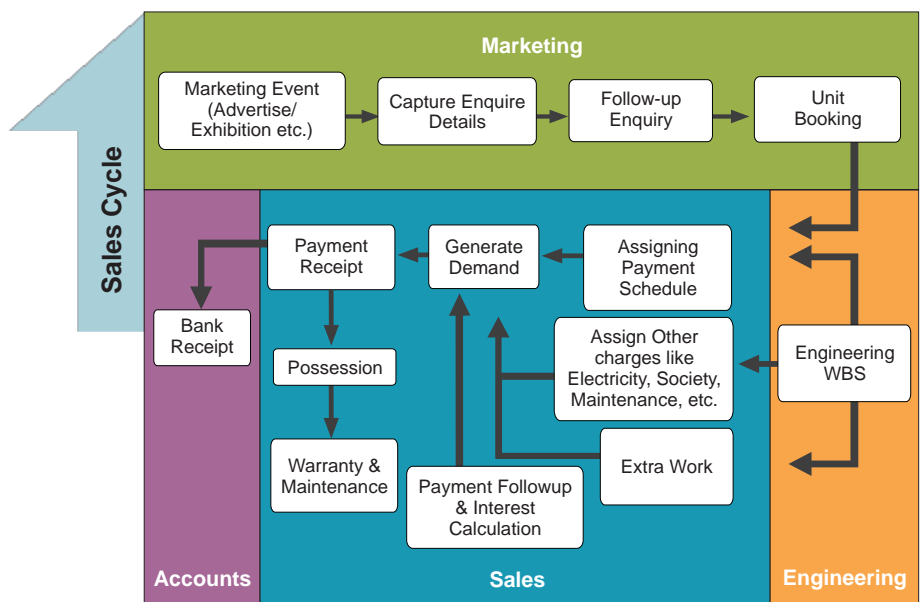 Marketing
Marketing Event
(Advertise/
Exhibition etc.)
Capture Enquire
Details
Follow-up
Enquiry
Unit
Booking
Sales Cycle
Payment
Receipt
Generate
Demand
Assigning
Payment
Schedule
Bank
Receipt
Possession
Assign Other
charges like
Electricity, Society,
Maintenance, etc.
Engineering
WBS
Warranty &
Maintenance
Payment Followup
& Interest
Calculation
Extra Work
Accounts
Sales
Engineering